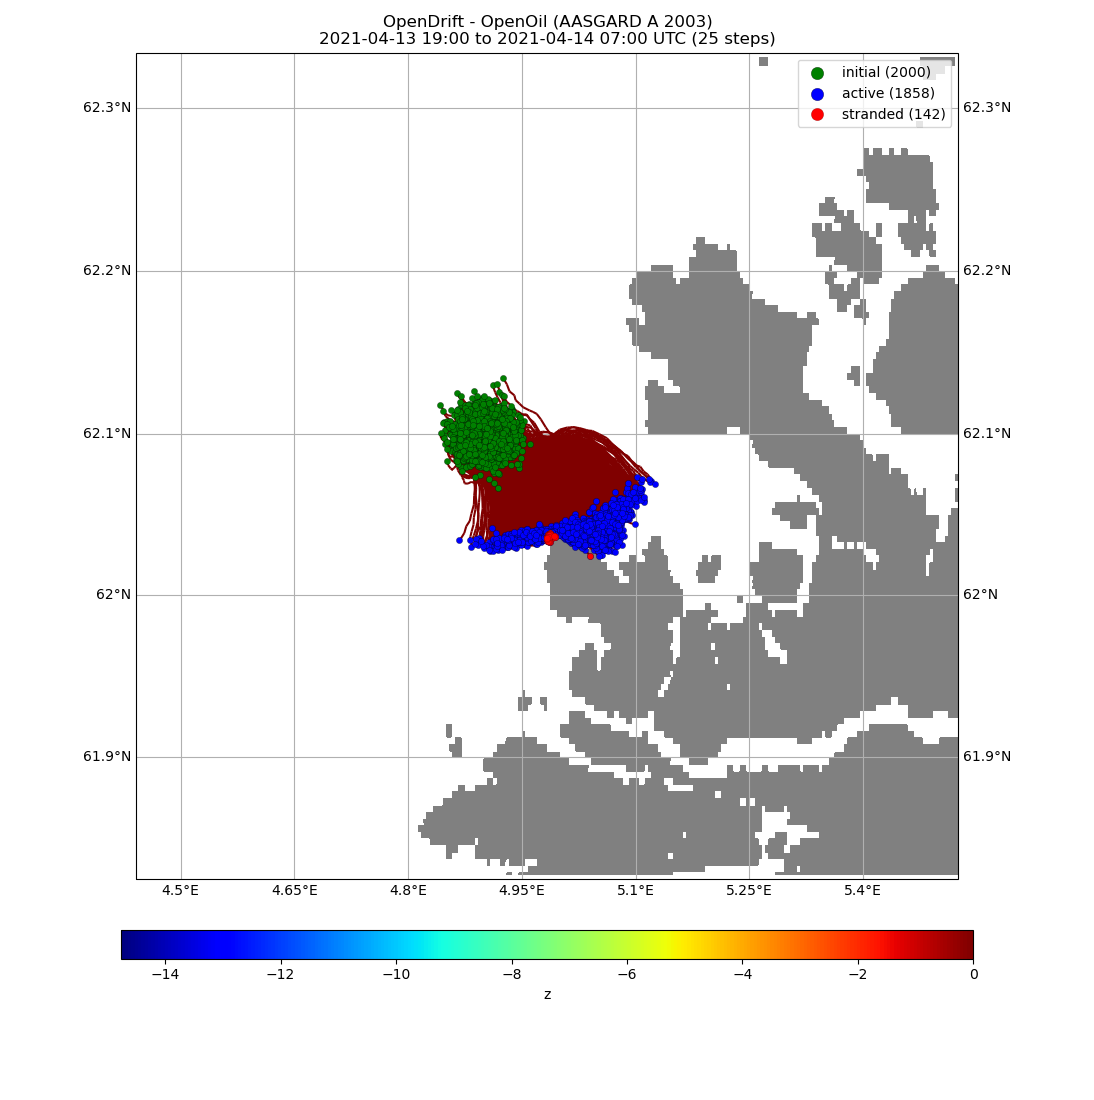 OpenDrift - OpenOil (AASGARD A 2003)
2021-04-13 19:00 to 2021-04-14 07:00 UTC (25 steps)
initial (2000)
active (1858)
stranded (142)
62.3°N 62.3°N
62.2°N 62.2°N
62.1°N 62.1°N
62°N 62°N
61.9°N 61.9°N
4.5°E 4.65°E 4.8°E 4.95°E 5.1°E 5.25°E 5.4°E
−14 −12 −10 −8 −6 −4 −2 0
z